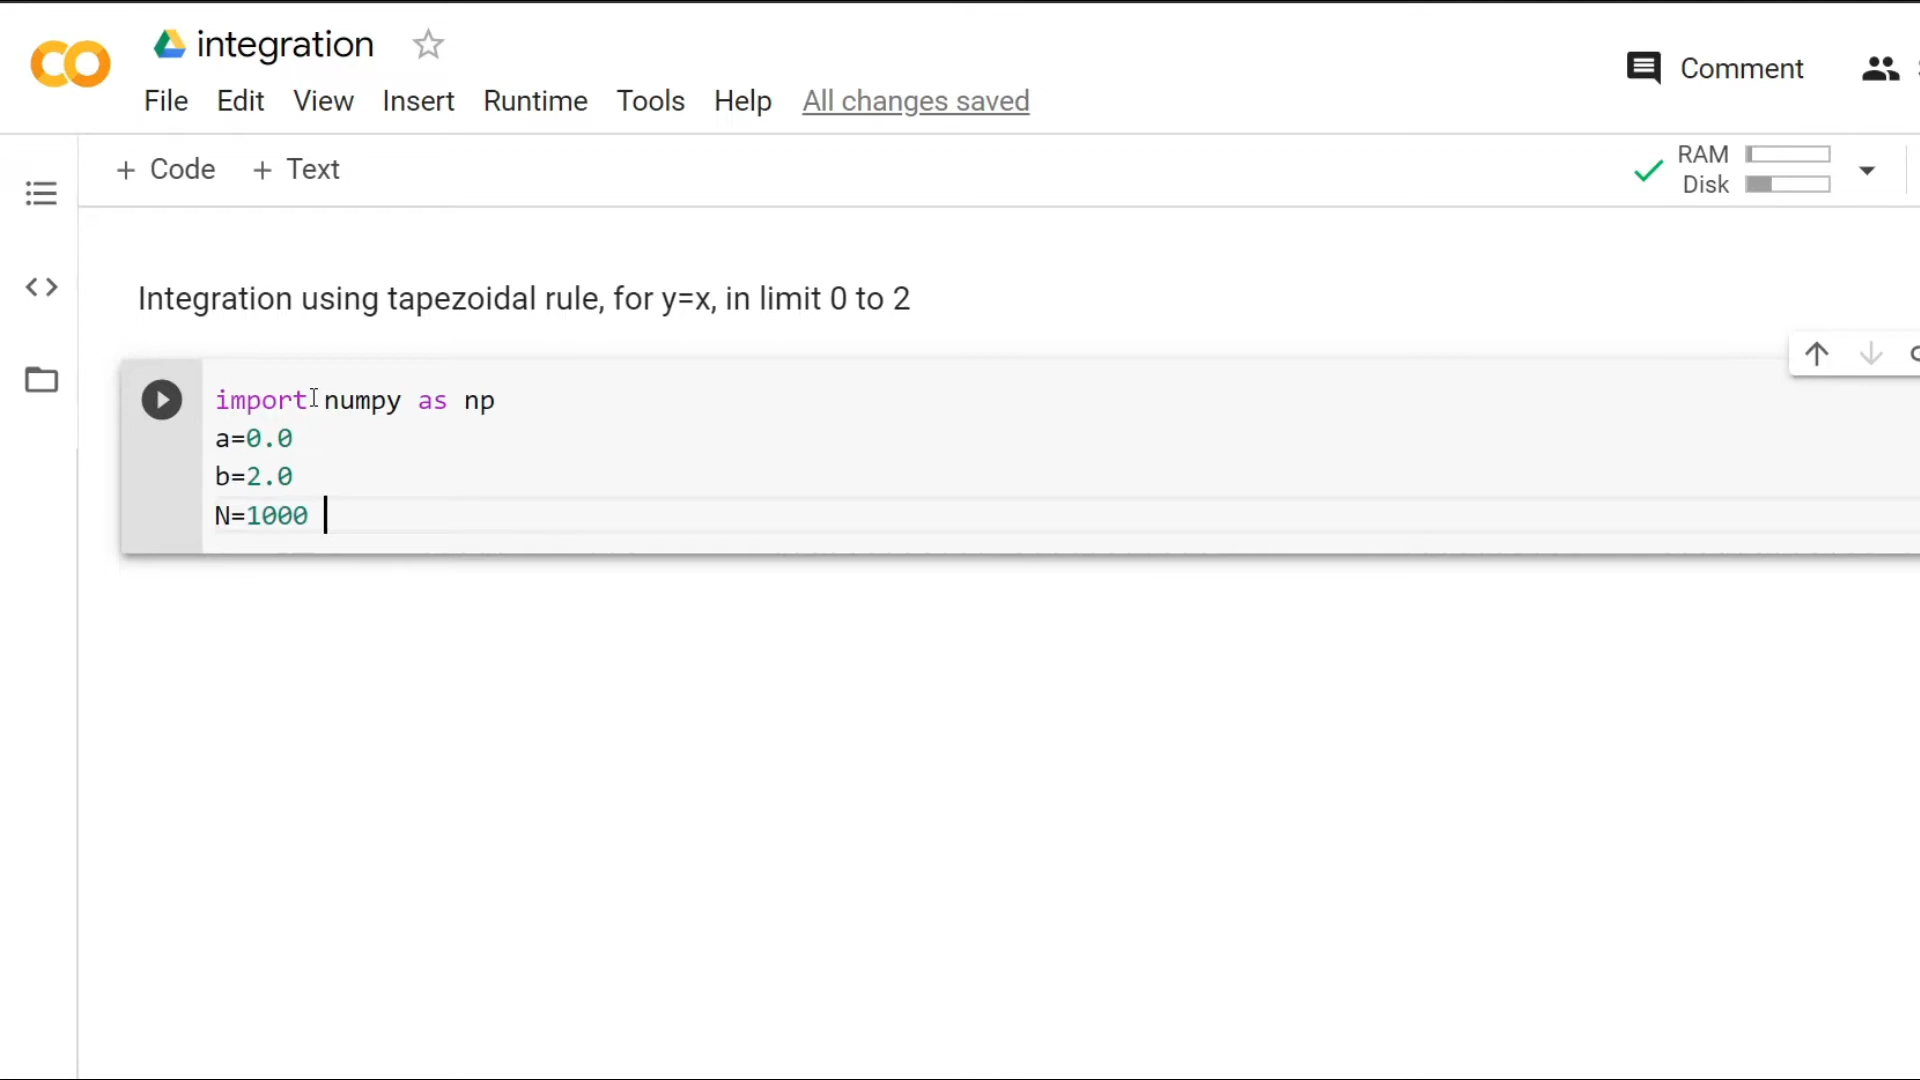 integration
Comment
File Edit View Insert Runtime Tools Help All changes saved
+ Code + Text
RAM
Disk
Integration using tapezoidal rule, for y=x, in limit 0 to 2
import numpy as np
a=0.0
b=2.0
N=1000